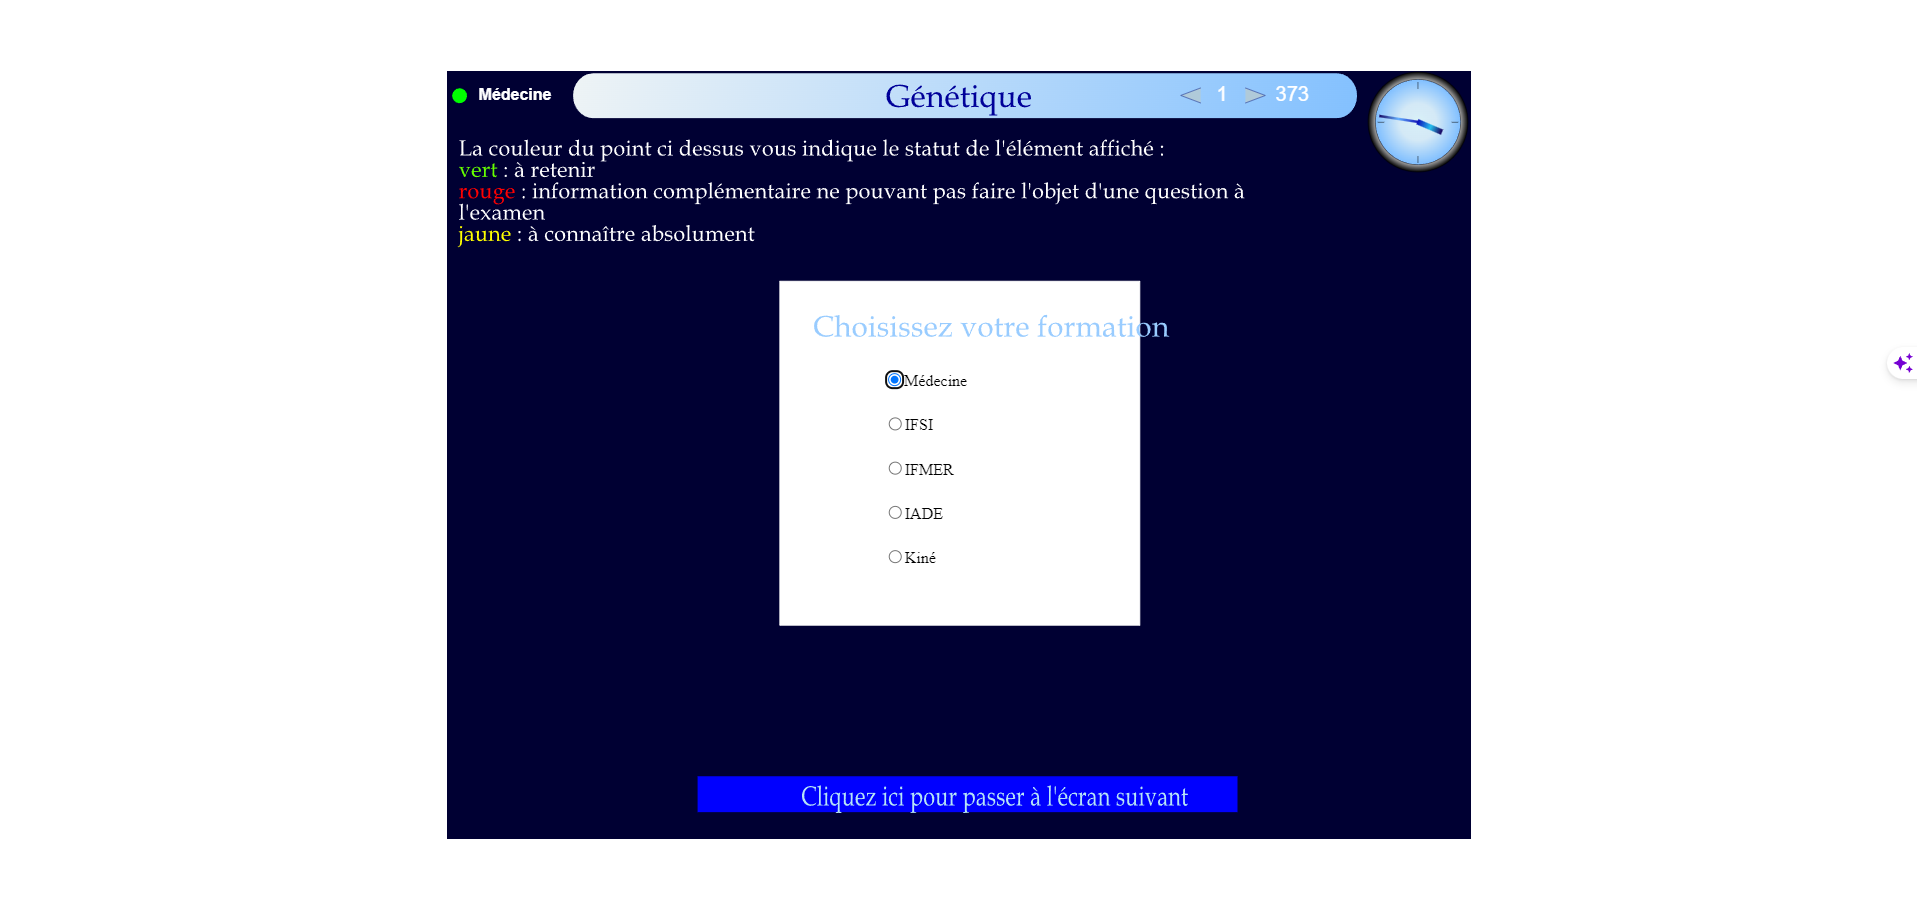 Médecine
Génétique
1
373
La couleur du point ci dessus vous indique le statut de l'élément affiché :
vert : à retenir
rouge : information complémentaire ne pouvant pas faire l'objet d'une question à
l'examen
jaune : à connaître absolument
Choisissez votre formation
Médecine
IFSI
IFMER
IADE
Kiné
Cliquez ici pour passer à l'écran suivant